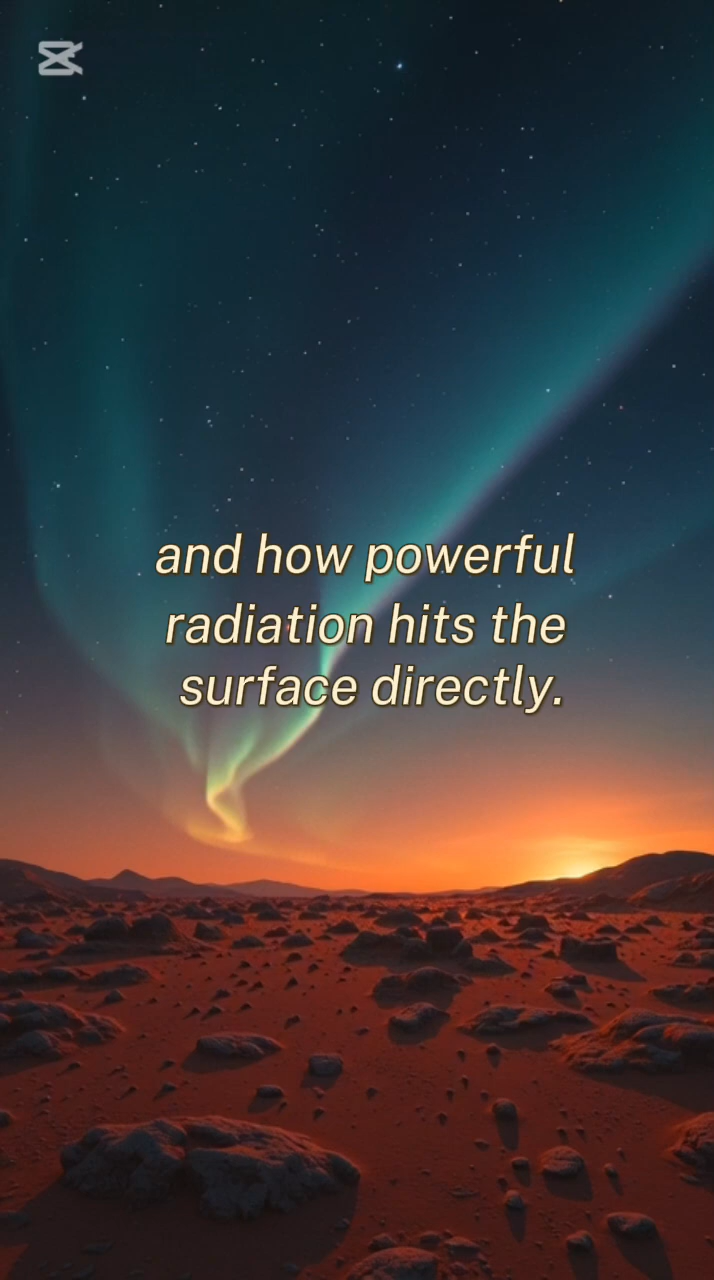 and how powerful
radiation hits the
surface directly.